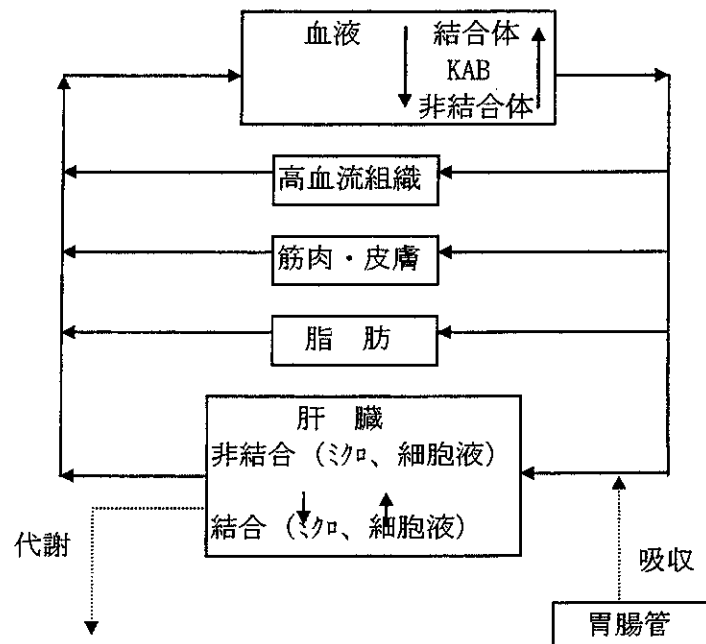 血液
結合体
KAB
非結合体
高血流組織
筋肉・皮膚
脂 肪
肝 臓
非結合（ﾐｸﾛ、細胞液）
結合（ﾐｸﾛ、細胞液）
代謝
吸収
胃腸管